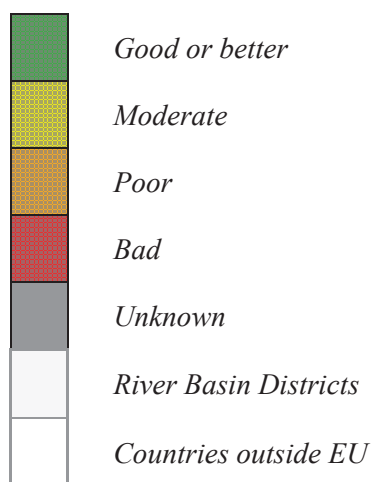 Good or better
Moderate
Poor
Bad
Unknown
River Basin Districts
Countries outside EU